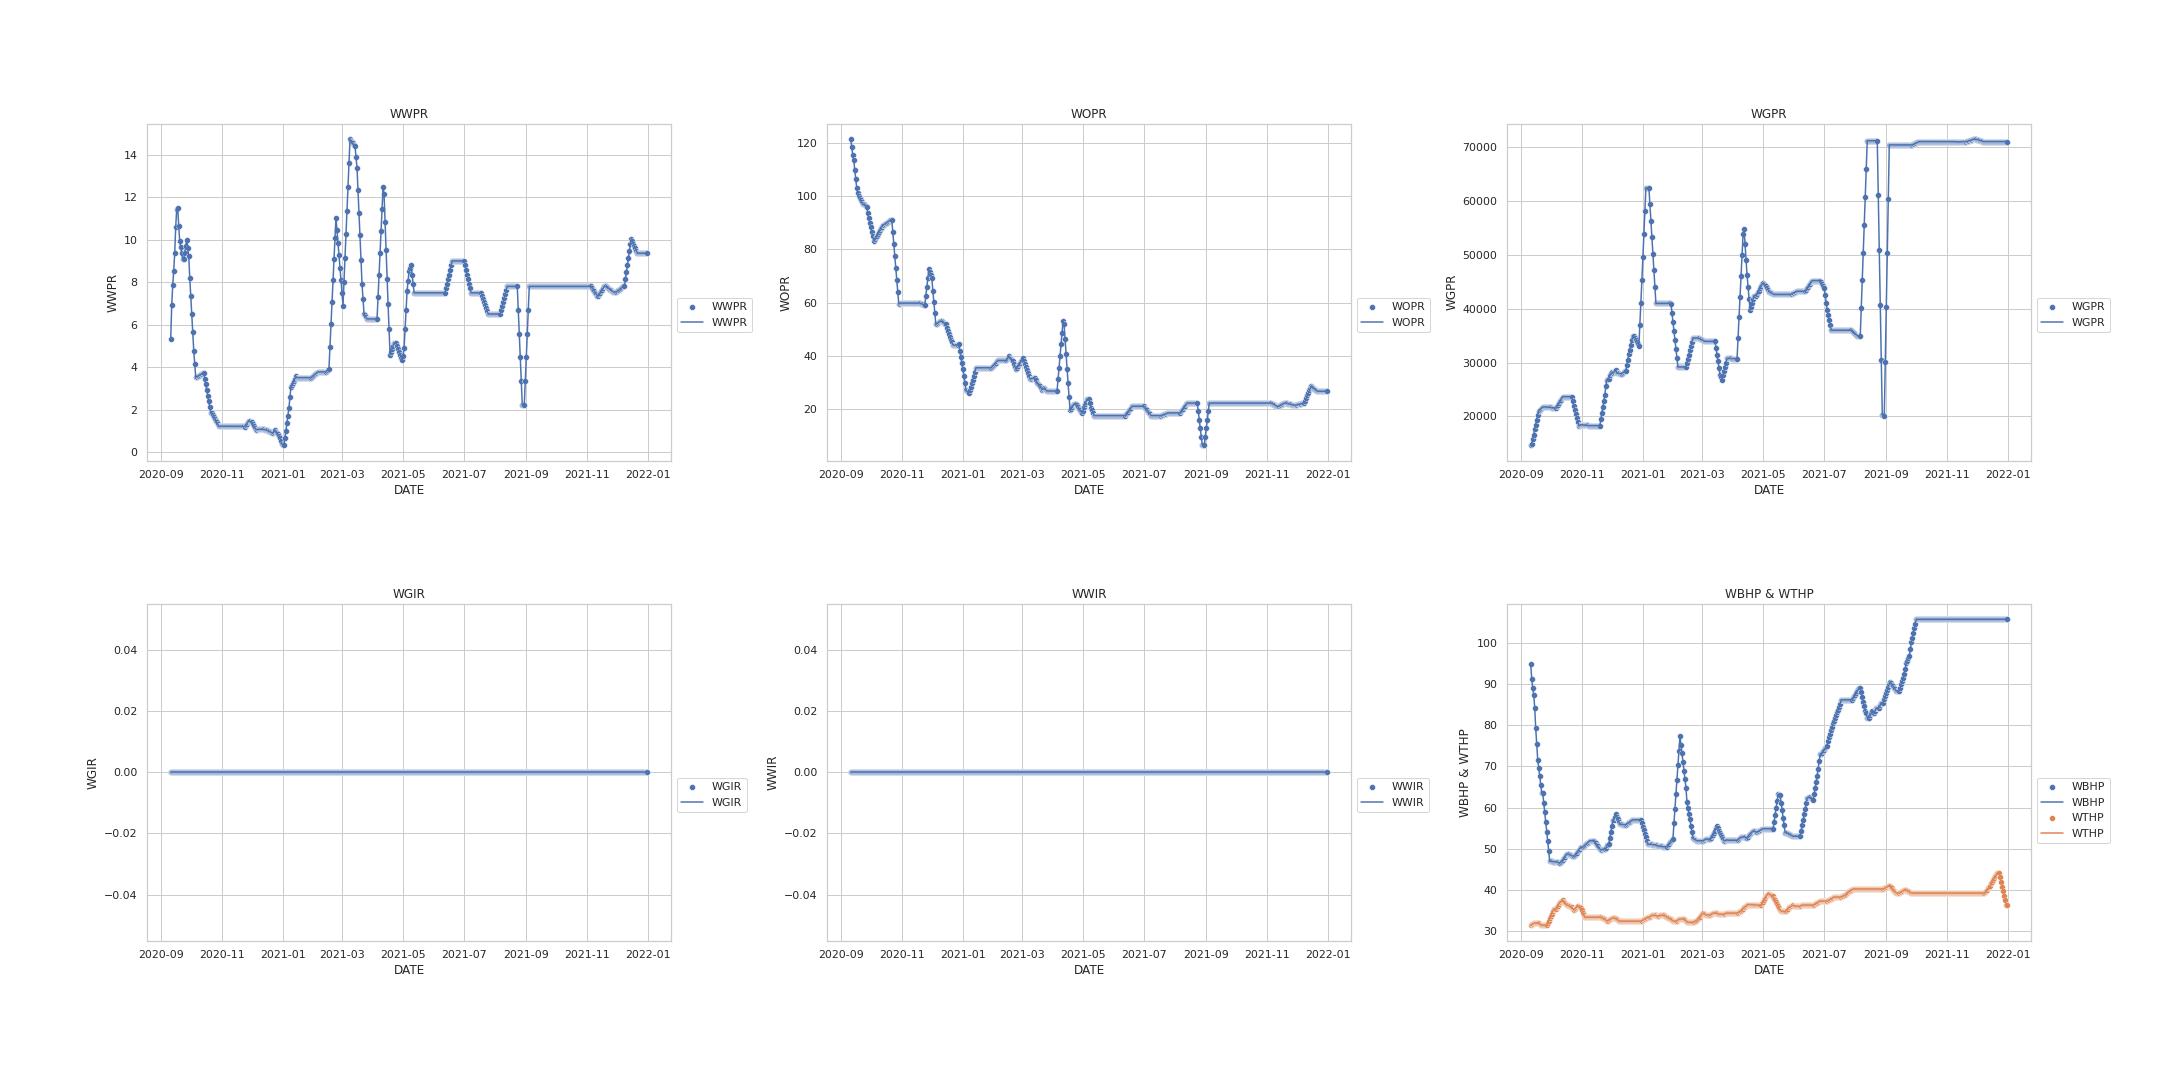 WWPR
WWPR
14
12
10
8
6
4
2
0
2020-09 2020-11 2021-01 2021-03 2021-05 2021-07 2021-09 2021-11 2022-01
DATE
WWPR
WWPR
WOPR
WOPR
120
100
80
60
40
20
2020-09 2020-11 2021-01 2021-03 2021-05 2021-07 2021-09 2021-11 2022-01
DATE
WOPR
WOPR
WGPR
WGPR
70000
60000
50000
40000
30000
20000
2020-09 2020-11 2021-01 2021-03 2021-05 2021-07 2021-09 2021-11 2022-01
DATE
WGPR
WGPR
WGIR
WGIR
0.04
0.02
0.00
−0.02
−0.04
2020-09 2020-11 2021-01 2021-03 2021-05 2021-07 2021-09 2021-11 2022-01
DATE
WGIR
WGIR
WWIR
WWIR
0.04
0.02
0.00
−0.02
−0.04
2020-09 2020-11 2021-01 2021-03 2021-05 2021-07 2021-09 2021-11 2022-01
DATE
WWIR
WWIR
WBHP & WTHP
WBHP & WTHP
100
90
80
70
60
50
40
30
2020-09 2020-11 2021-01 2021-03 2021-05 2021-07 2021-09 2021-11 2022-01
DATE
WBHP
WBHP
WTHP
WTHP